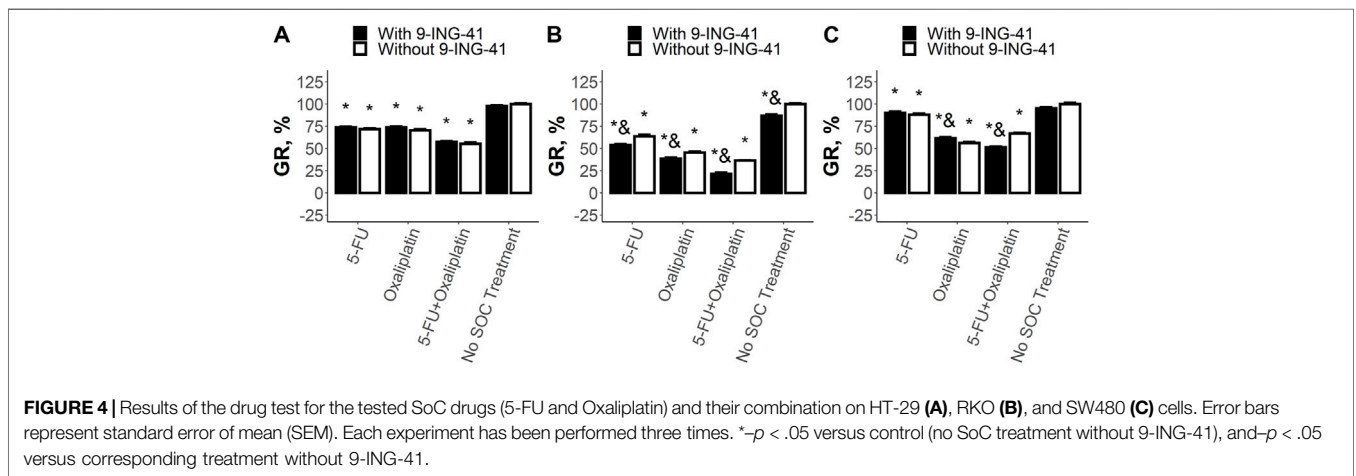 A
With 9-ING-41
Without 9-ING-41
GR, %
125
100
75
50
25
0
-25
* * * * * *
5-FU
Oxaliplatin
5-FU+Oxaliplatin
No SOC Treatment
B
With 9-ING-41
Without 9-ING-41
GR, %
125
100
75
50
25
0
-25
*& * *& * *& * *&
5-FU
Oxaliplatin
5-FU+Oxaliplatin
No SOC Treatment
C
With 9-ING-41
Without 9-ING-41
GR, %
125
100
75
50
25
0
-25
* * *& * *& *
5-FU
Oxaliplatin
5-FU+Oxaliplatin
No SOC Treatment
FIGURE 4 | Results of the drug test for the tested SoC drugs (5-FU and Oxaliplatin) and their combination on HT-29 (A), RKO (B), and SW480 (C) cells. Error bars
represent standard error of mean (SEM). Each experiment has been performed three times. *–p < .05 versus control (no SoC treatment without 9-ING-41), and–p < .05
versus corresponding treatment without 9-ING-41.